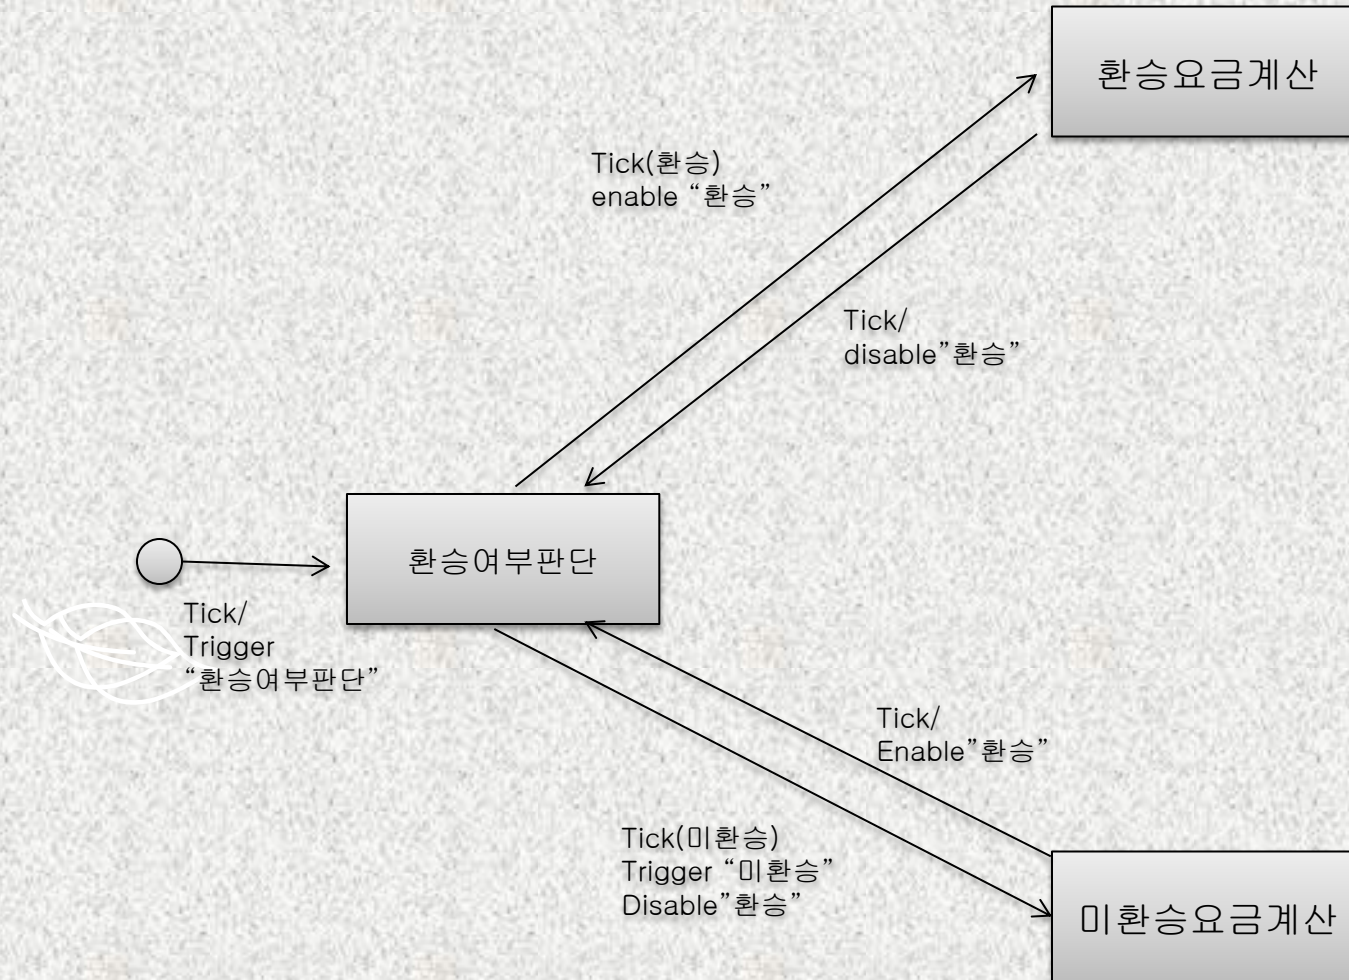 환승요금계산
Tick(환승)
enable “환승”
Tick/
disable”환승”
환승여부판단
Tick/
Trigger
“환승여부판단”
Tick/
Enable”환승”
Tick(미환승)
Trigger “미환승”
Disable”환승”
미환승요금계산